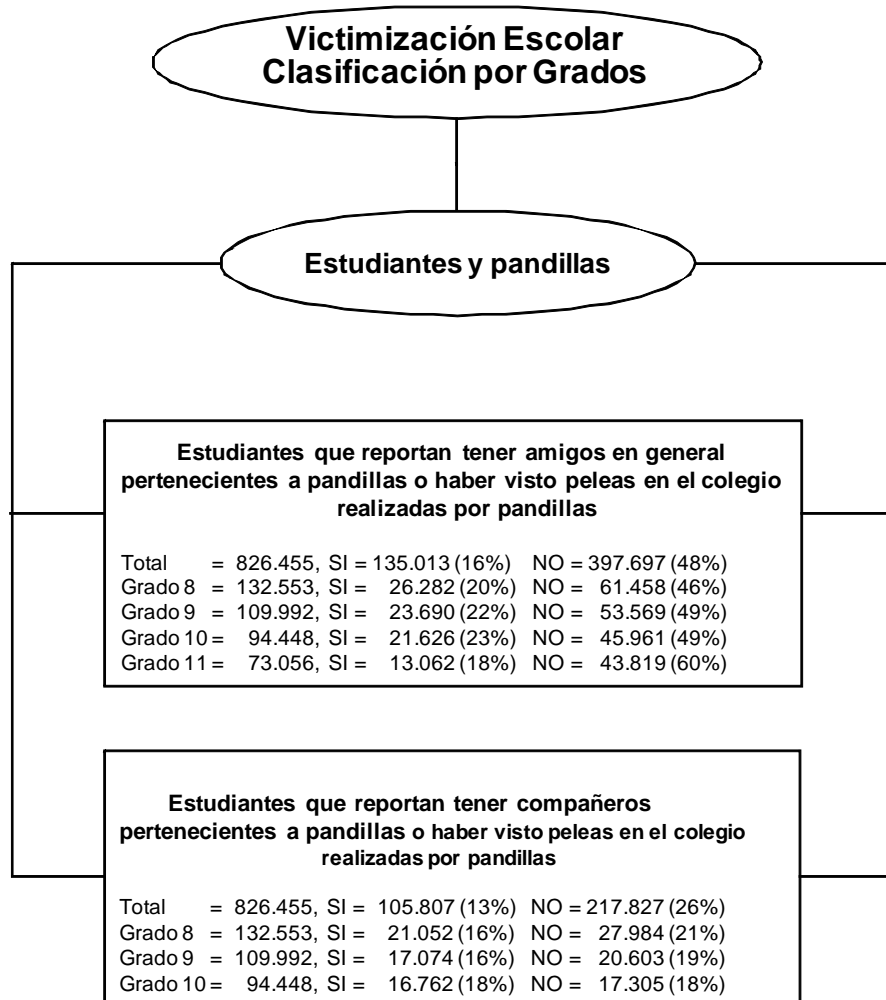 Victimización Escolar
Clasificación por Grados
Estudiantes y pandillas
Estudiantes que reportan tener amigos en general
pertenecientes a pandillas o haber visto peleas en el colegio
realizadas por pandillas
Total = 826.455, SI = 135.013 (16%) NO = 397.697 (48%)
Grado 8 = 132.553, SI = 26.282 (20%) NO = 61.458 (46%)
Grado 9 = 109.992, SI = 23.690 (22%) NO = 53.569 (49%)
Grado 10 = 94.448, SI = 21.626 (23%) NO = 45.961 (49%)
Grado 11 = 73.056, SI = 13.062 (18%) NO = 43.819 (60%)
Estudiantes que reportan tener compañeros
pertenecientes a pandillas o haber visto peleas en el colegio
realizadas por pandillas
Total = 826.455, SI = 105.807 (13%) NO = 217.827 (26%)
Grado 8 = 132.553, SI = 21.052 (16%) NO = 27.984 (21%)
Grado 9 = 109.992, SI = 17.074 (16%) NO = 20.603 (19%)
Grado 10 = 94.448, SI = 16.762 (18%) NO = 17.305 (18%)